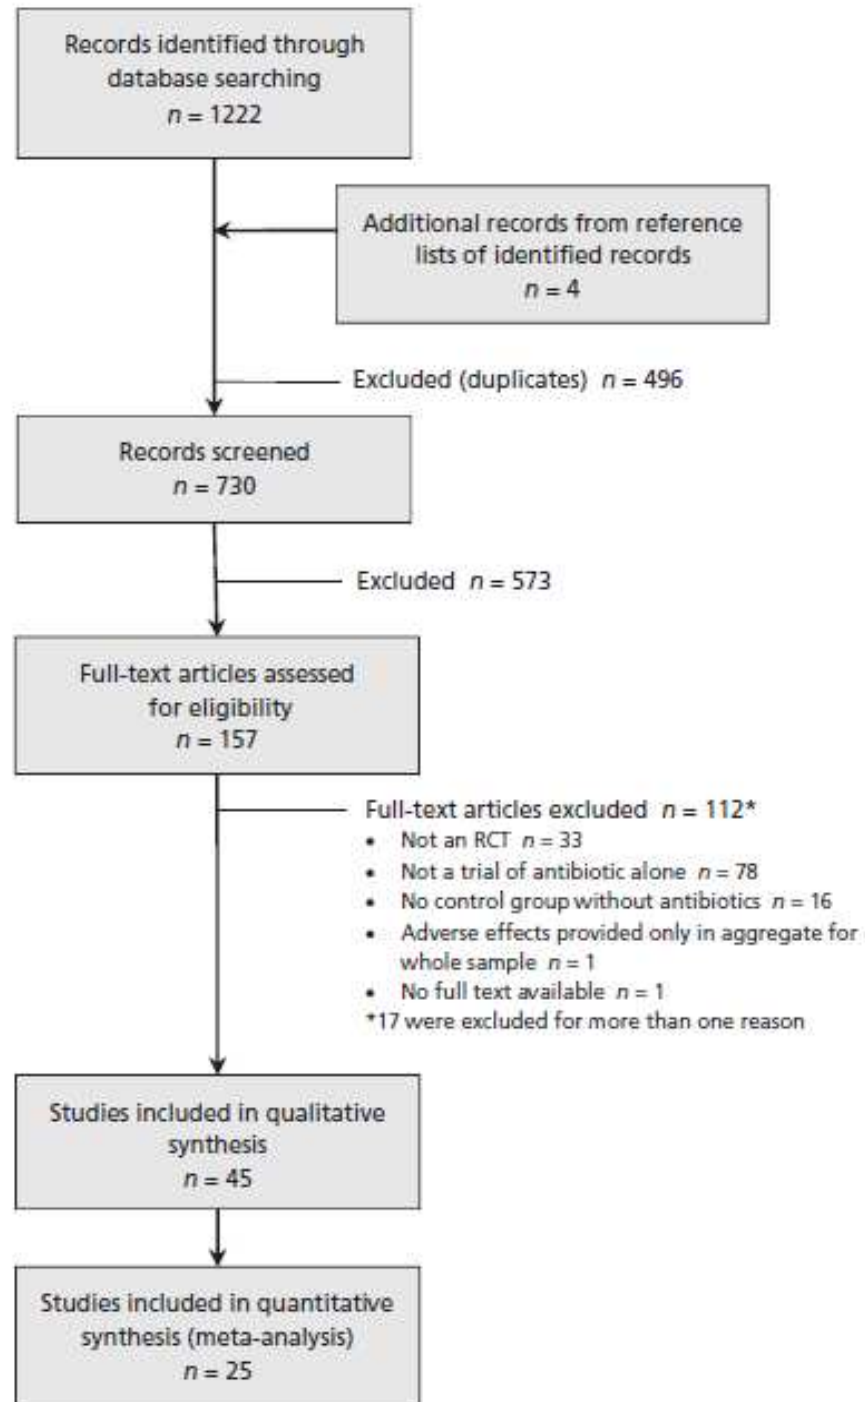 Records identified through
database searching
n = 1222
Additional records from reference
lists of identified records
n = 4
Excluded (duplicates) n = 496
Records screened
n = 730
Excluded n = 573
Full-text articles assessed
for eligibility
n = 157
Full-text articles excluded n = 112*
• Not an RCT n = 33
• Not a trial of antibiotic alone n = 78
• No control group without antibiotics n = 16
• Adverse effects provided only in aggregate for
whole sample n = 1
• No full text available n = 1
*17 were excluded for more than one reason
Studies included in qualitative
synthesis
n = 45
Studies included in quantitative
synthesis (meta-analysis)
n = 25